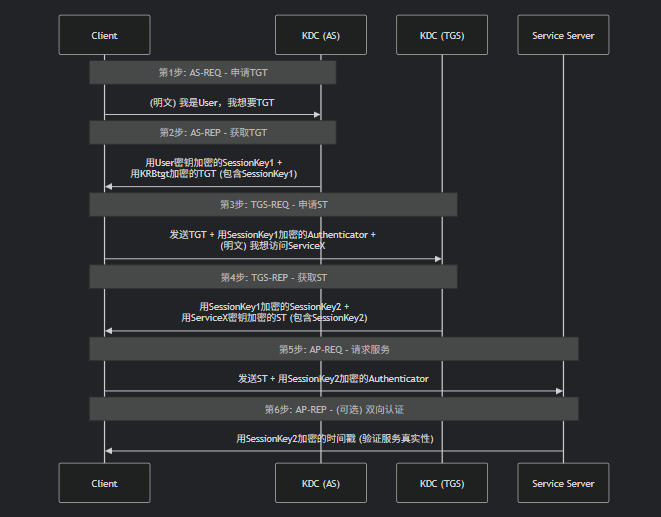 Client
KDC (AS)
KDC (TGS)
Service Server
第1步: AS-REQ - 申请TGT
(明文) 我是User，我想要TGT
第2步: AS-REP - 获取TGT
用User密钥加密的SessionKey1 +
用KRBtgt加密的TGT (包含SessionKey1)
第3步: TGS-REQ - 申请ST
发送TGT + 用SessionKey1加密的Authenticator +
(明文) 我想访问ServiceX
第4步: TGS-REP - 获取ST
用SessionKey1加密的SessionKey2 +
用ServiceX密钥加密的ST (包含SessionKey2)
第5步: AP-REQ - 请求服务
发送ST + 用SessionKey2加密的Authenticator
第6步: AP-REP - (可选) 双向认证
用SessionKey2加密的时间戳 (验证服务真实性)
Client
KDC (AS)
KDC (TGS)
Service Server